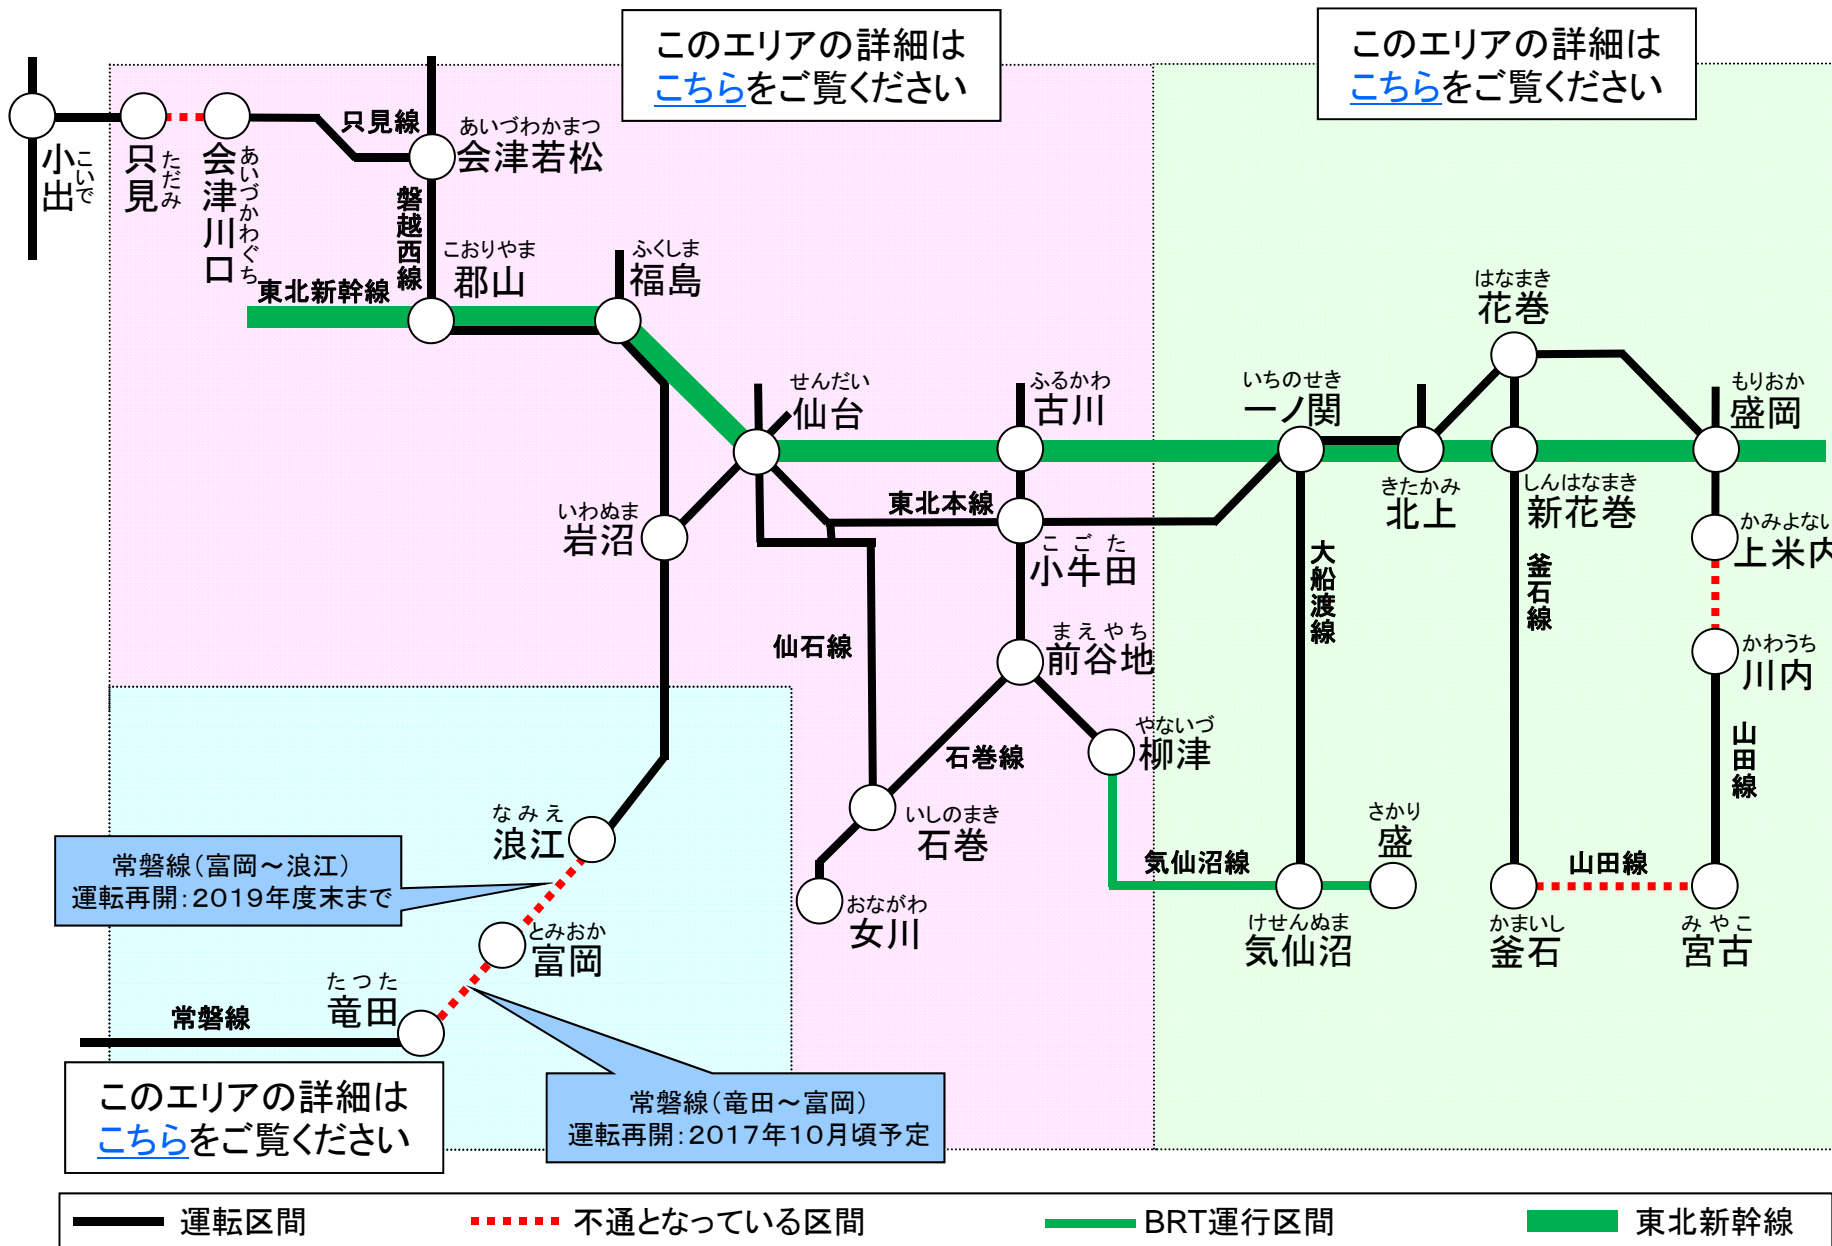 このエリアの詳細は
こちらをご覧ください
このエリアの詳細は
こちらをご覧ください
只見線
あいづわかまつ
会津若松
小出
こいで
只見
ただみ
会津川口
あいづかわぐち
磐越西線
こおりやま
郡山
ふくしま
福島
東北新幹線
はなまき
花巻
せんだい
仙台
ふるかわ
古川
いちのせき
一ノ関
もりおか
盛岡
きたかみ
北上
しんはなまき
新花巻
東北本線
いわぬま
岩沼
こごた
小牛田
かみよない
上米内
大船渡線
釜石線
まえやち
前谷地
仙石線
かわうち
川内
やないづ
柳津
石巻線
山田線
なみえ
浪江
いしのまき
石巻
さかり
盛
気仙沼線
山田線
常磐線(富岡～浪江)
運転再開:2019年度末まで
おながわ
女川
けせんぬま
気仙沼
かまいし
釜石
みやこ
宮古
とみおか
富岡
たつた
竜田
常磐線
このエリアの詳細は
こちらをご覧ください
常磐線(竜田～富岡)
運転再開:2017年10月頃予定
運転区間
不通となっている区間
BRT運行区間
東北新幹線